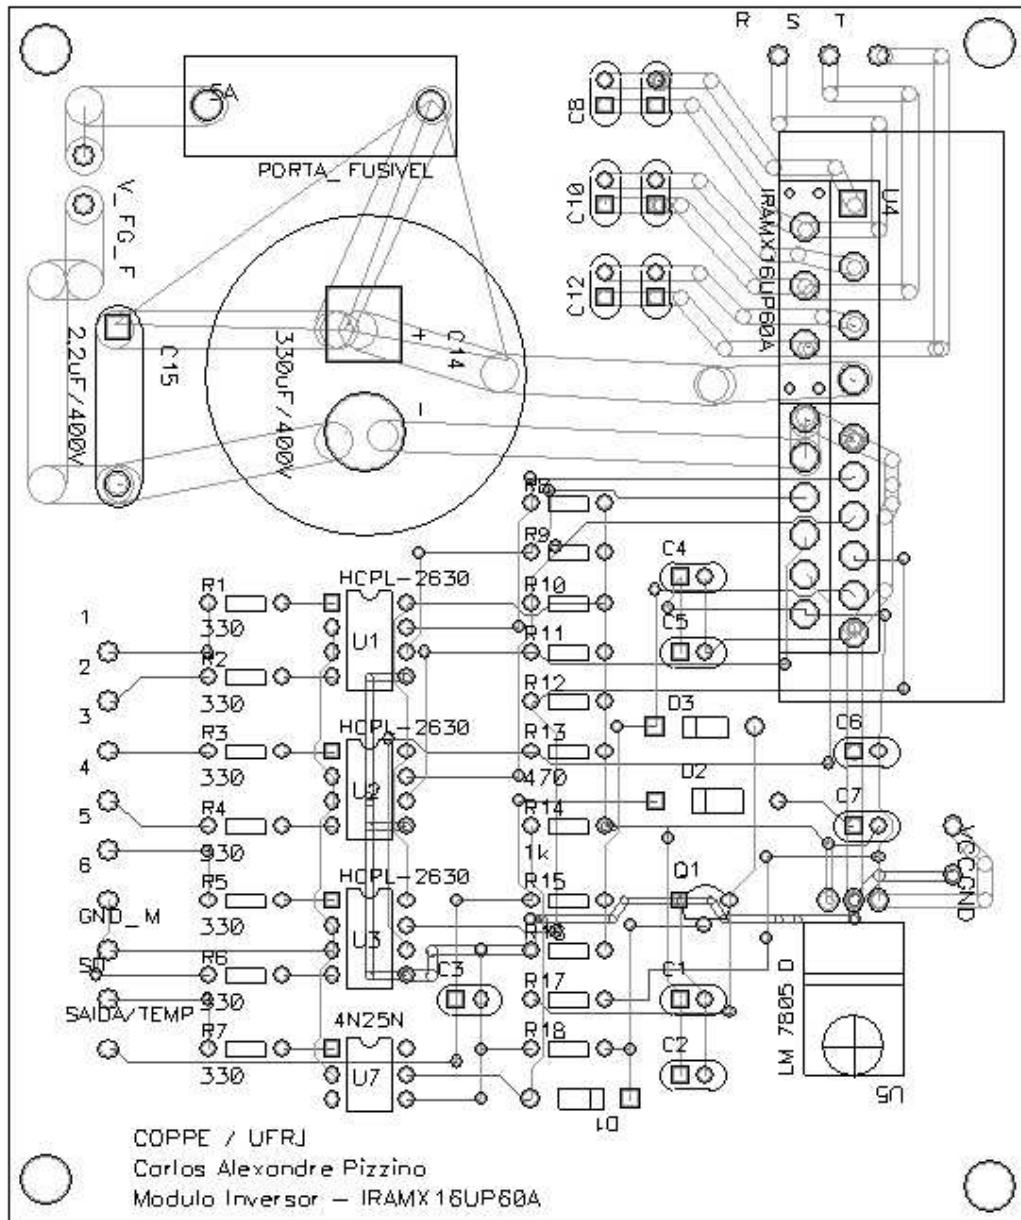 R S T
5A
PORTA_FUSIVEL
V_FG_F
C8
C10
C12
U4
IRAMX16UP60A
2,2uF/400V
C15
330uF/400V
C14
+
-
R9
HCPL-2630
C4
R1
R10
1
330
U1
R11
C5
2
R2
330
R12
3
HCPL-2630
D3
R3
R13
C6
4
330
470
D2
U2
5
R4
R14
C7
330
1k
VCC
GND
6
HCPL-2630
Q1
R5
R15
GND_M
330
U3
SD
R6
C3
330
R17
C1
LM 7805 D
SAIDA/TEMP
4N25N
R7
R18
330
U7
C2
U5
D1
COPPE / UFRJ
Carlos Alexandre Pizzino
Modulo Inversor - IRAMX16UP60A